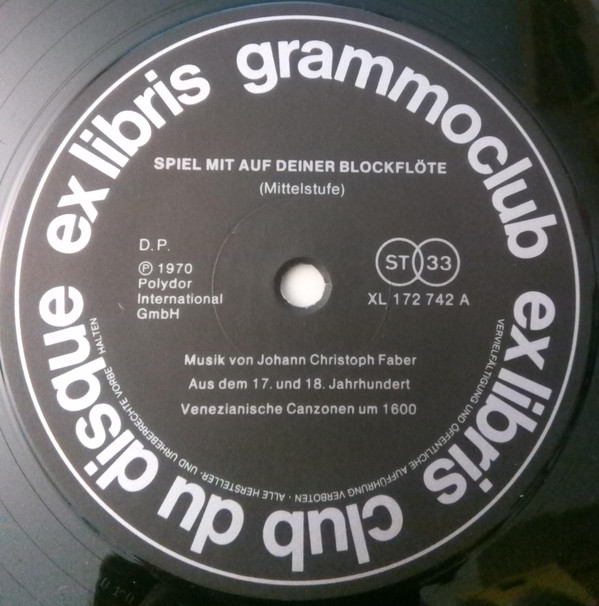 ex libris grammoclub
ex libris club du disque
SPIEL MIT AUF DEINER BLOCKFLÖTE
(Mittelstufe)
D. P.
Ⓟ 1970
Polydor
International
GmbH
ST 33
XL 172 742 A
Musik von Johann Christoph Faber
Aus dem 17. und 18. Jahrhundert
Venezianische Canzonen um 1600
VERVIELFÄLTIGUNG UND ÖFFENTLICHE AUFFÜHRUNG VERBOTEN · ALLE HERSTELLER- UND URHEBERRECHTE VORBEHALTEN